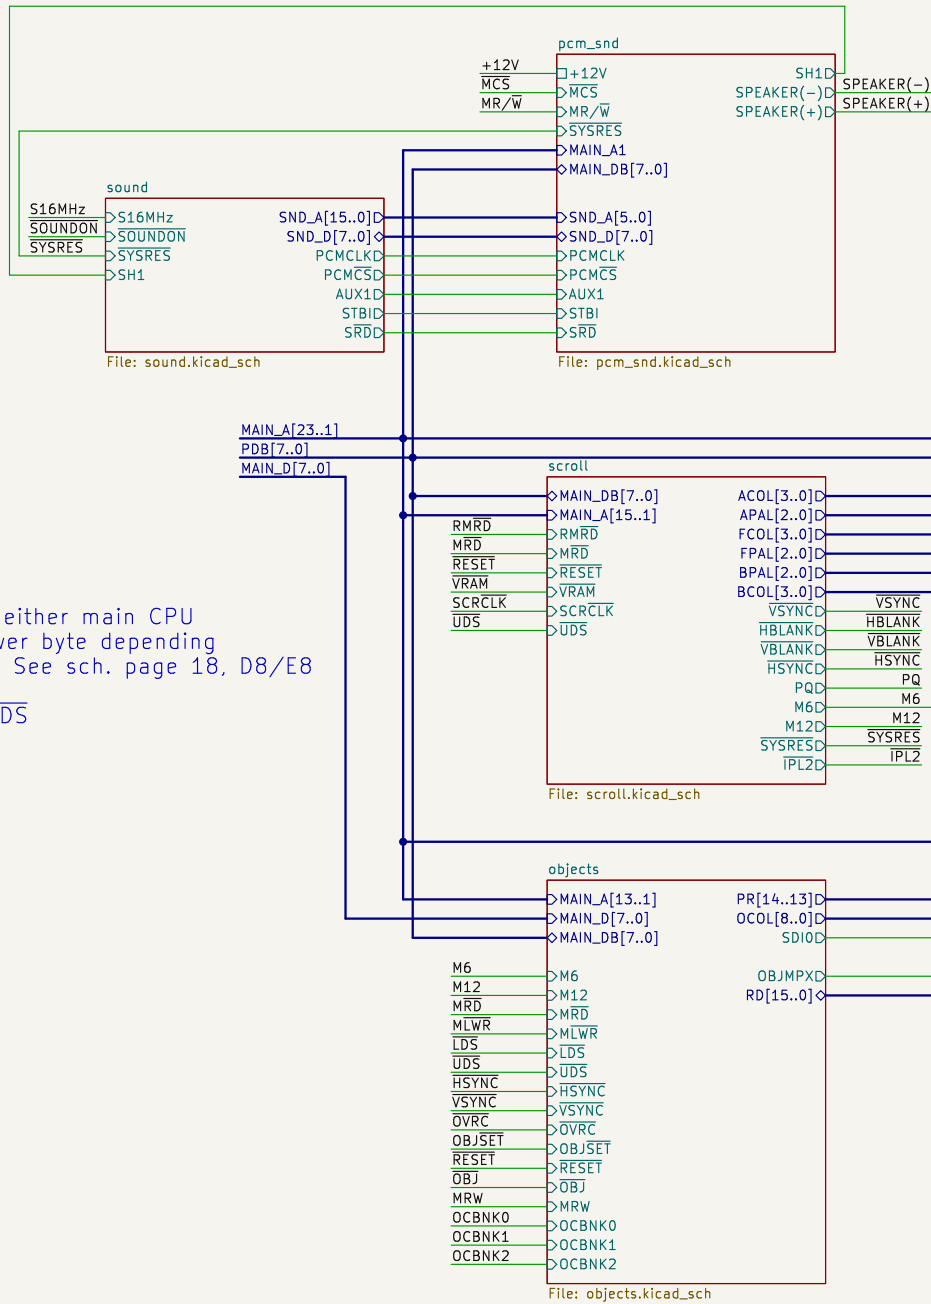 pcm_snd
+12V
MCS
MR/W
+12V
MCS
MR/W
SYSRES
MAIN_A1
MAIN_DB[7..0]
SND_A[5..0]
SND_D[7..0]
PCMCLK
PCMCS
AUX1
STBI
SRD
SH1
SPEAKER(-)
SPEAKER(+)
SPEAKER(-)
SPEAKER(+)
File: pcm_snd.kicad_sch
sound
S16MHz
SOUNDON
SYSRES
S16MHz
SOUNDON
SYSRES
SH1
SND_A[15..0]
SND_D[7..0]
PCMCLK
PCMCS
AUX1
STBI
SRD
File: sound.kicad_sch
MAIN_A[23..1]
PDB[7..0]
MAIN_D[7..0]
scroll
RMRD
MRD
RESET
VRAM
SCRCLK
UDS
MAIN_DB[7..0]
MAIN_A[15..1]
RMRD
MRD
RESET
VRAM
SCRCLK
UDS
ACOL[3..0]
APAL[2..0]
FCOL[3..0]
FPAL[2..0]
BPAL[2..0]
BCOL[3..0]
VSYNC
HBLANK
VBLANK
HSYNC
PQ
M6
M12
SYSRES
IPL2
VSYNC
HBLANK
VBLANK
HSYNC
PQ
M6
M12
SYSRES
IPL2
File: scroll.kicad_sch
either main CPU
wer byte depending
See sch. page 18, D8/E8
DS
objects
M6
M12
MRD
MLWR
LDS
UDS
HSYNC
VSYNC
OVRC
OBJSET
RESET
OBJ
MRW
OCBNK0
OCBNK1
OCBNK2
MAIN_A[13..1]
MAIN_D[7..0]
MAIN_DB[7..0]
M6
M12
MRD
MLWR
LDS
UDS
HSYNC
VSYNC
OVRC
OBJSET
RESET
OBJ
MRW
OCBNK0
OCBNK1
OCBNK2
PR[14..13]
OCOL[8..0]
SDI0
OBJMPX
RD[15..0]
File: objects.kicad_sch